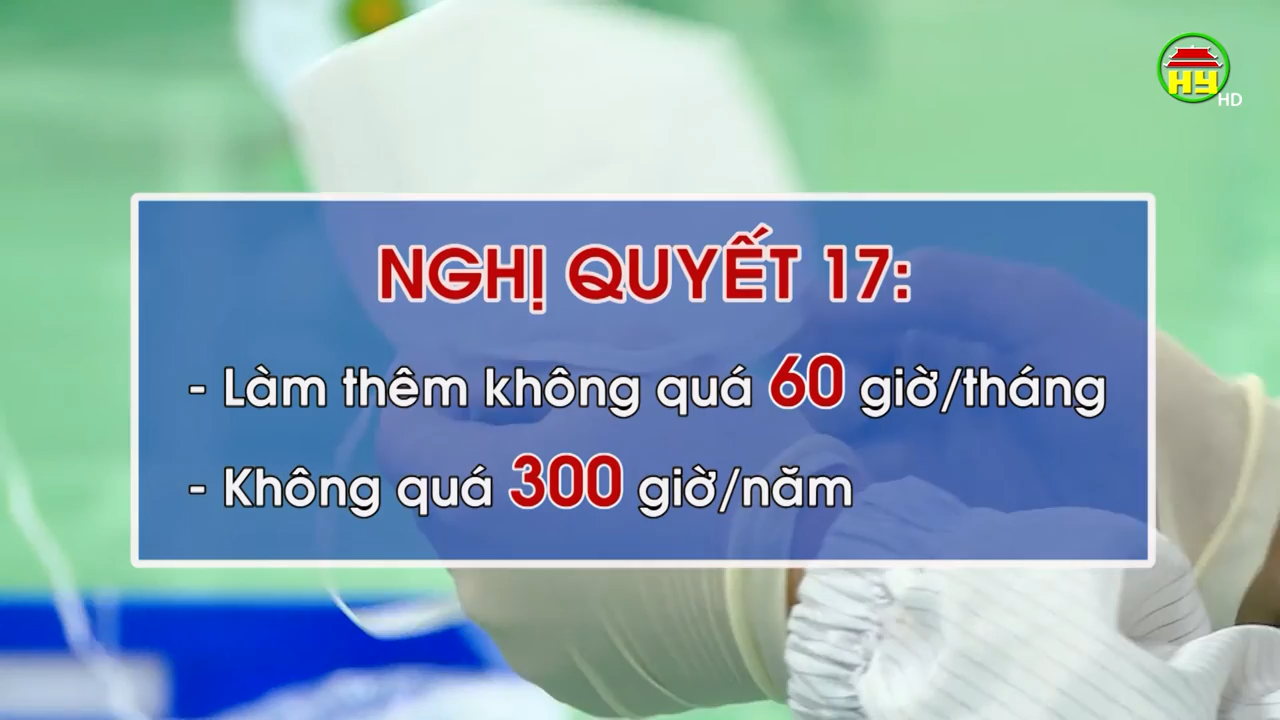 HY
HD
NGHỊ QUYẾT 17:
- Làm thêm không quá 60 giờ/tháng
- Không quá 300 giờ/năm